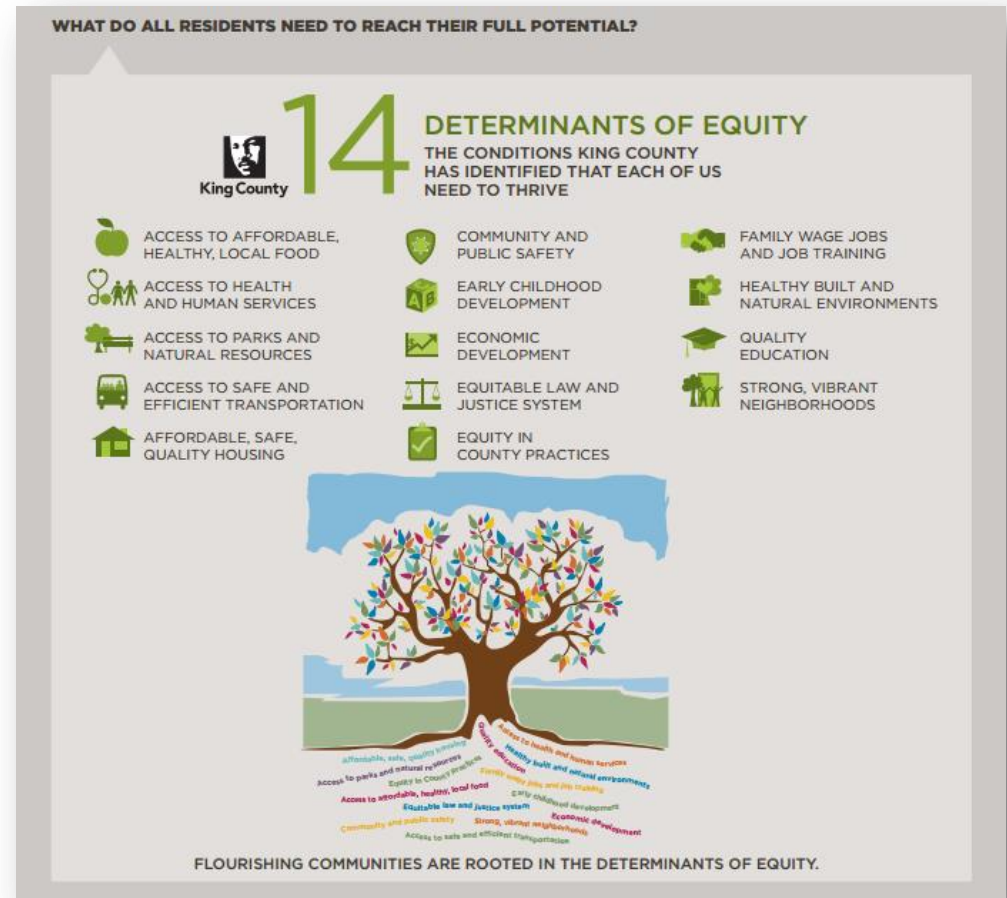 WHAT DO ALL RESIDENTS NEED TO REACH THEIR FULL POTENTIAL?
King County
14
DETERMINANTS OF EQUITY
THE CONDITIONS KING COUNTY
HAS IDENTIFIED THAT EACH OF US
NEED TO THRIVE
ACCESS TO AFFORDABLE,
HEALTHY, LOCAL FOOD
ACCESS TO HEALTH
AND HUMAN SERVICES
ACCESS TO PARKS AND
NATURAL RESOURCES
ACCESS TO SAFE AND
EFFICIENT TRANSPORTATION
AFFORDABLE, SAFE,
QUALITY HOUSING
COMMUNITY AND
PUBLIC SAFETY
EARLY CHILDHOOD
DEVELOPMENT
AB
ECONOMIC
DEVELOPMENT
EQUITABLE LAW AND
JUSTICE SYSTEM
EQUITY IN
COUNTY PRACTICES
FAMILY WAGE JOBS
AND JOB TRAINING
HEALTHY BUILT AND
NATURAL ENVIRONMENTS
QUALITY
EDUCATION
STRONG, VIBRANT
NEIGHBORHOODS
Affordable, safe, quality housing
Quality education
Access to health and human services
Access to parks and natural resources
Healthy built and natural environments
Equity in County practices
Family wage jobs and job training
Access to affordable, healthy, local food
Early childhood development
Equitable law and justice system
Economic development
Community and public safety
Strong, vibrant neighborhoods
Access to safe and efficient transportation
FLOURISHING COMMUNITIES ARE ROOTED IN THE DETERMINANTS OF EQUITY.